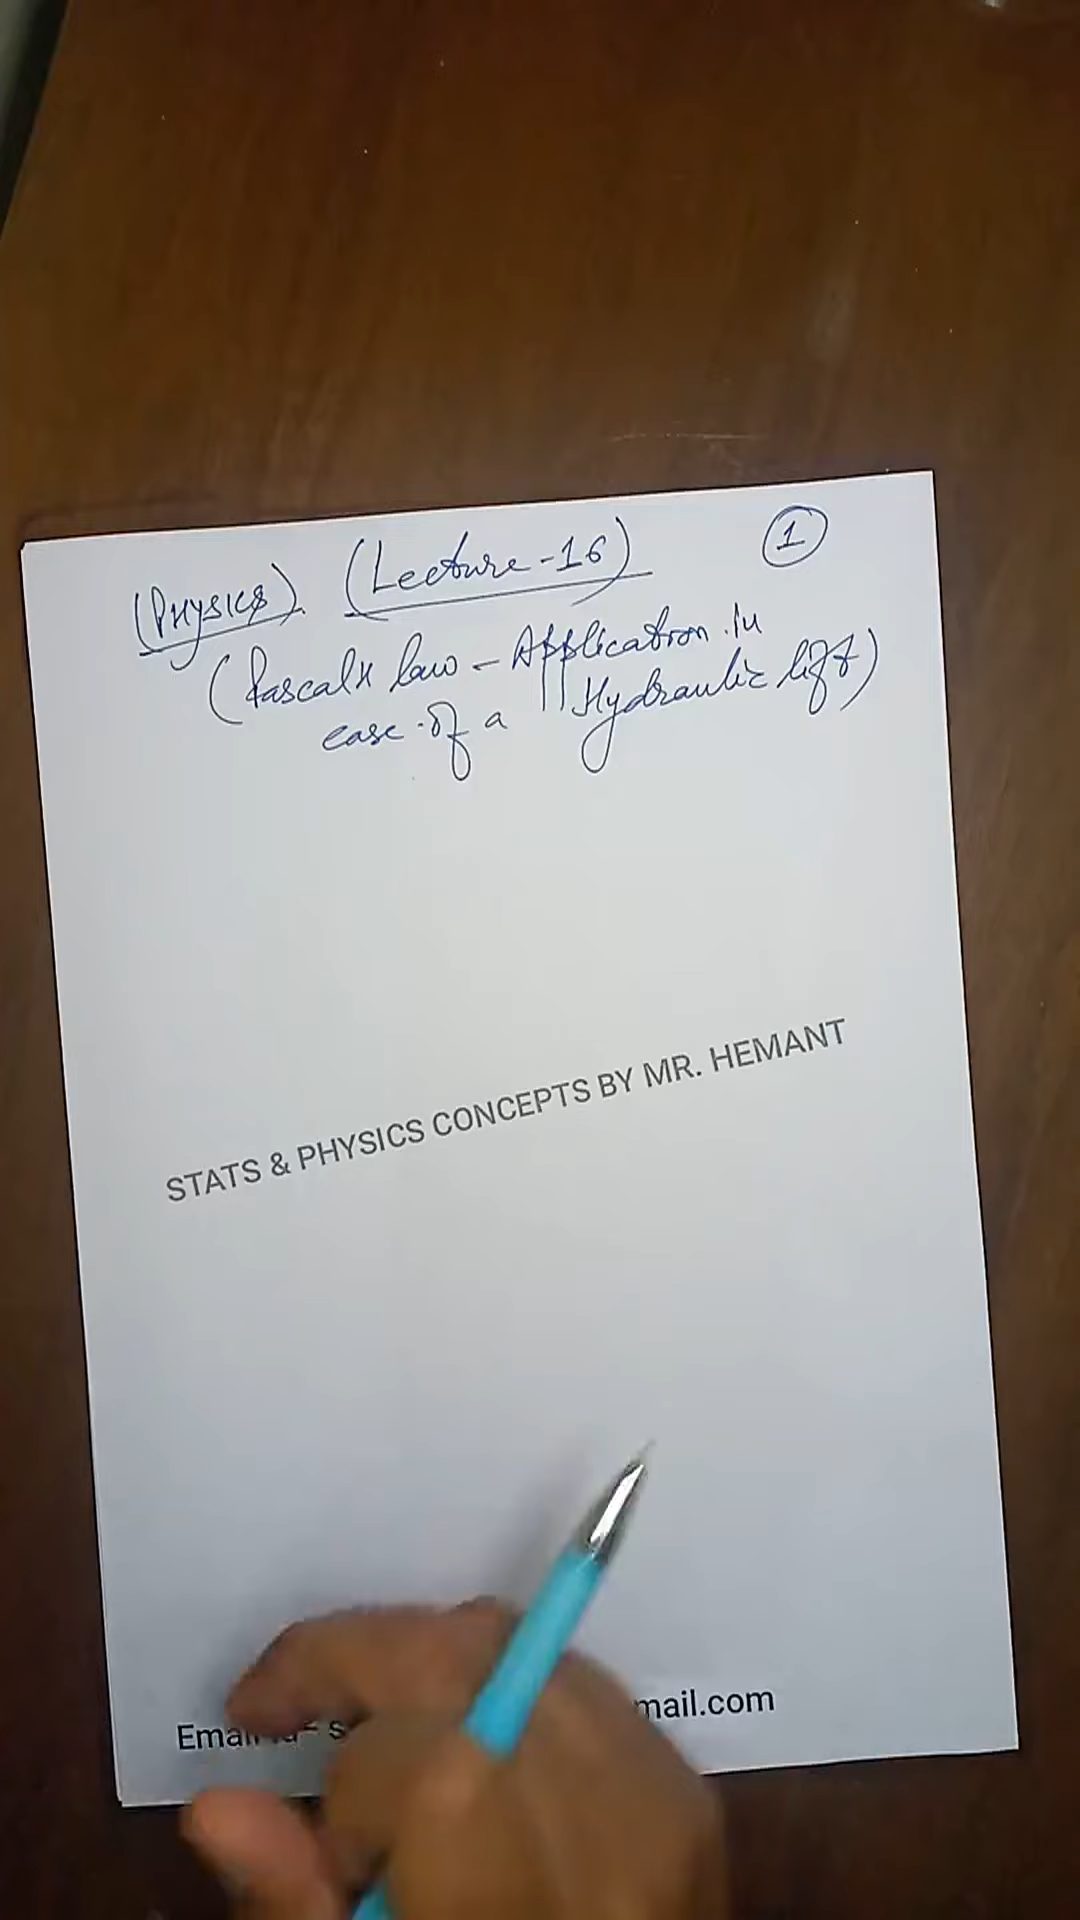 (Physics). (Lecture-16) 1
(Pascal's law - Application in
case of a Hydraulic lift)
STATS & PHYSICS CONCEPTS BY MR. HEMANT
Email mail.com